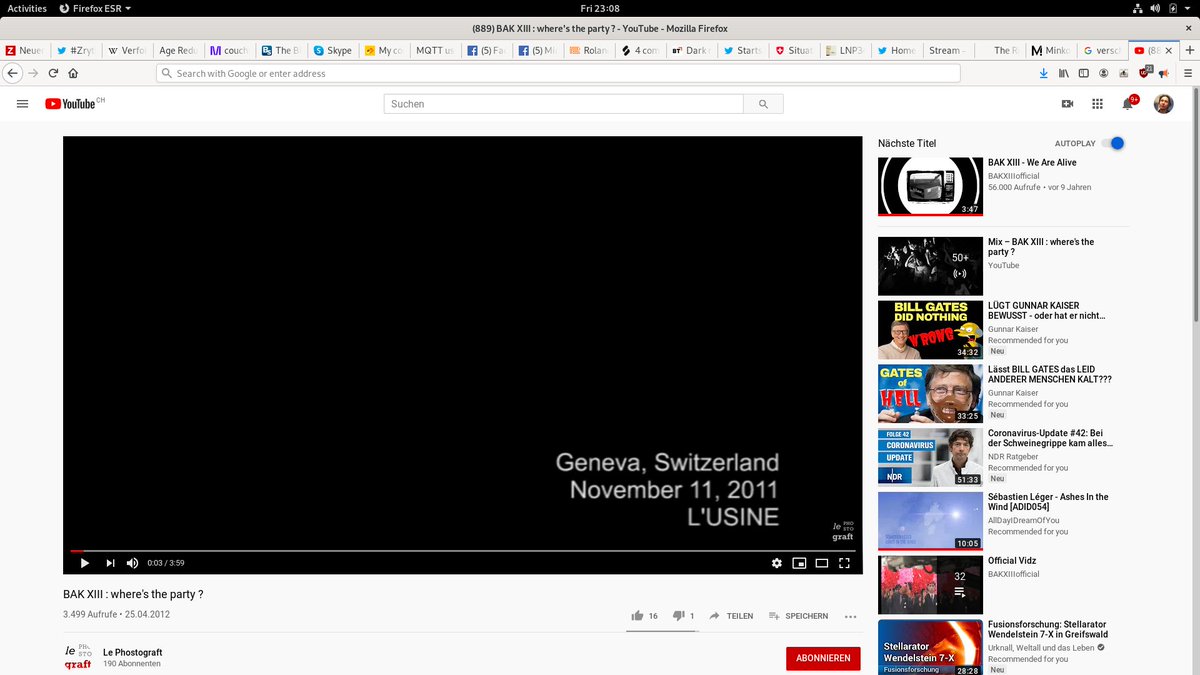 Activities Firefox ESR Fri 23:08
(889) BAK XIII : where's the party ? - YouTube - Mozilla Firefox
Neue #Zryt Verfo Age Redu couch The B Skype My co MQTT us (5) Fa (5) Mi Rolan 4 com Dark Starts Situat LNP3 Home Stream - The R Minko versch (88
Search with Google or enter address
YouTube CH
Suchen
9+
Nächste Titel
AUTOPLAY
BAK XIII - We Are Alive
BAKXIIIofficial
56.000 Aufrufe • vor 9 Jahren
3:47
Mix – BAK XIII : where's the
party ?
YouTube
50+
BILL GATES
DID NOTHING
WRONG
34:32
LÜGT GUNNAR KAISER
BEWUSST - oder hat er nicht...
Gunnar Kaiser
Recommended for you
Neu
GATES
of
HELL
33:25
Lässt BILL GATES das LEID
ANDERER MENSCHEN KALT???
Gunnar Kaiser
Recommended for you
Neu
FOLGE 42
CORONAVIRUS
UPDATE
NDR
51:33
Coronavirus-Update #42: Bei
der Schweinegrippe kam alles...
NDR Ratgeber
Recommended for you
Neu
10:05
Sébastien Léger - Ashes In the
Wind [ADID054]
AllDayIDreamOfYou
Recommended for you
32
Official Vidz
BAKXIIIofficial
Stellarator
Wendelstein 7-X
Fusionsforschung
28:28
Fusionsforschung: Stellarator
Wendelstein 7-X in Greifswald
Urknall, Weltall und das Leben
Recommended for you
Neu
Geneva, Switzerland
November 11, 2011
L'USINE
le PHO
STO
graft
0:03 / 3:59
BAK XIII : where's the party ?
3.499 Aufrufe • 25.04.2012
16 1 TEILEN SPEICHERN
le PHO
STO
graft
Le Phostograft
190 Abonnenten
ABONNIEREN